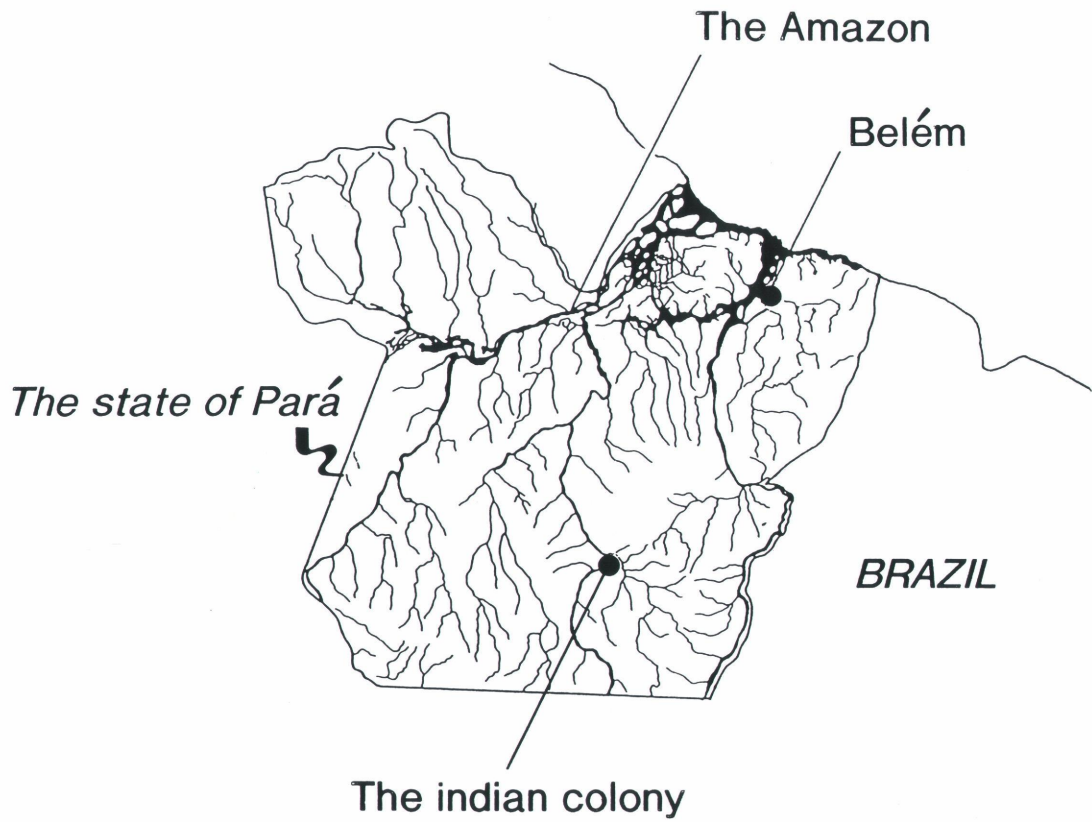 The Amazon
Belém
The state of Pará
BRAZIL
The indian colony